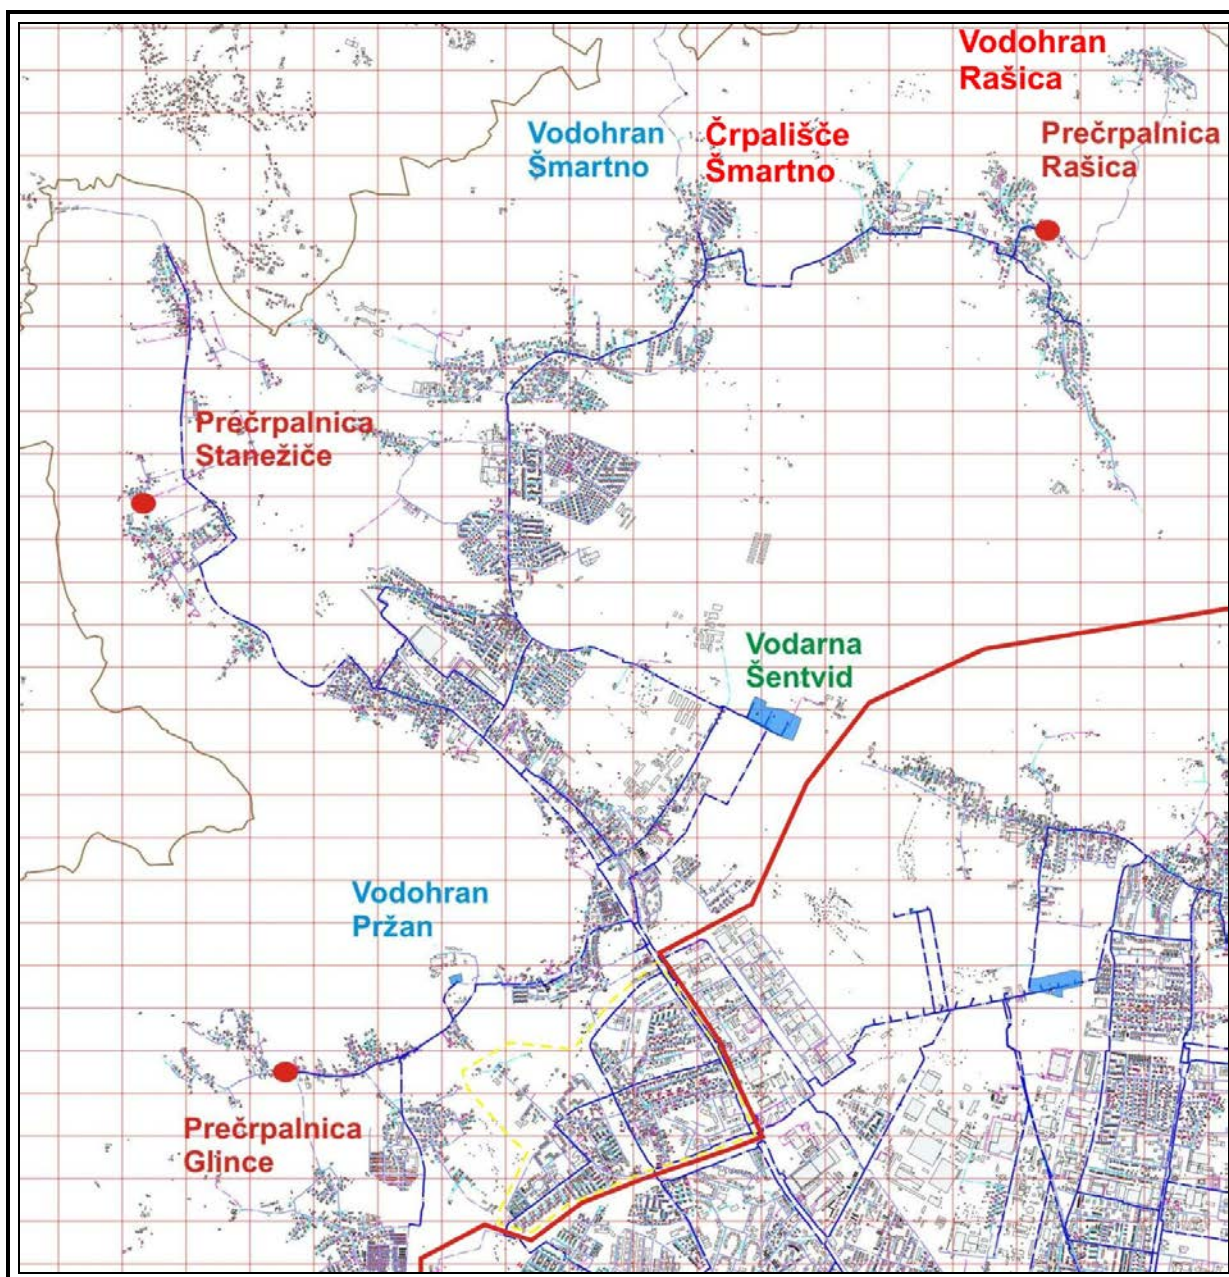 Vodohran
Rašica
Vodohran
Šmartno
Črpališče
Šmartno
Prečrpalnica
Rašica
Prečrpalnica
Stanežiče
Vodarna
Šentvid
Vodohran
Pržan
Prečrpalnica
Glince